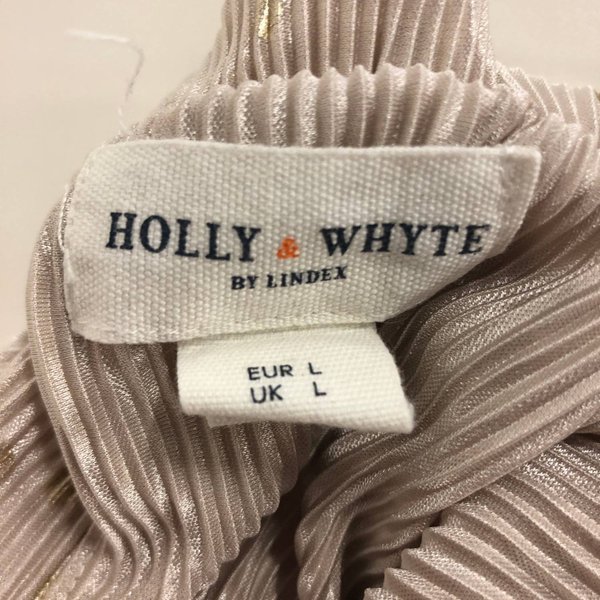 HOLLY & WHYTE
BY LINDEX
EUR L
UK L